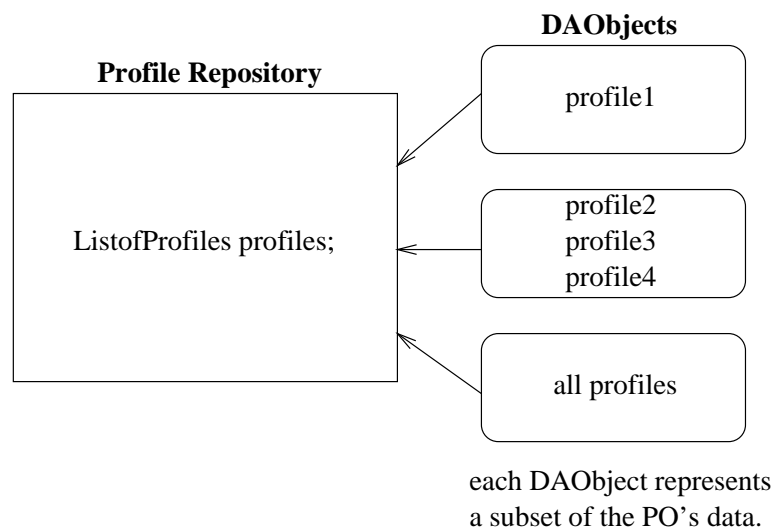 DAObjects
Profile Repository
profile1
ListofProfiles profiles;
profile2
profile3
profile4
all profiles
each DAObject represents
a subset of the PO's data.